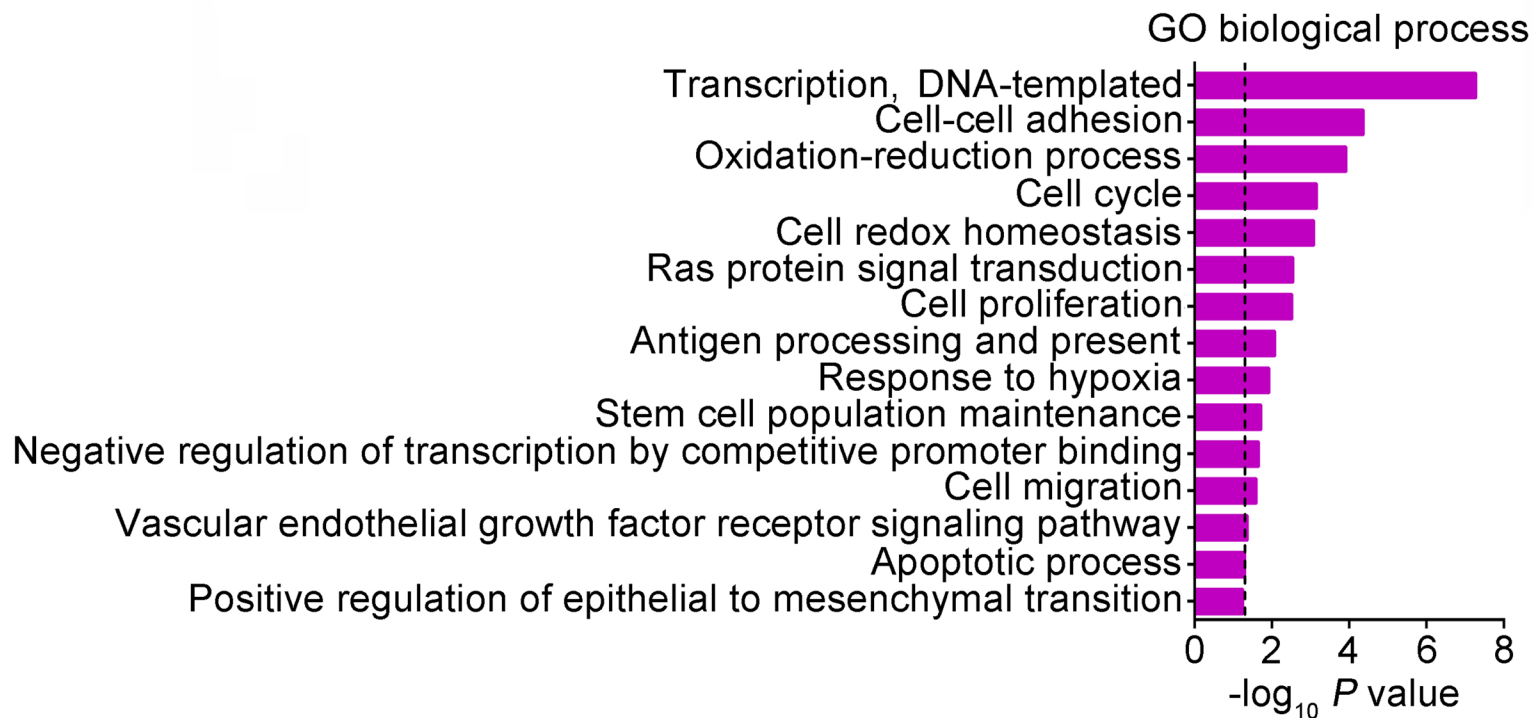 GO biological process
Transcription, DNA-templated
Cell-cell adhesion
Oxidation-reduction process
Cell cycle
Cell redox homeostasis
Ras protein signal transduction
Cell proliferation
Antigen processing and present
Response to hypoxia
Stem cell population maintenance
Negative regulation of transcription by competitive promoter binding
Cell migration
Vascular endothelial growth factor receptor signaling pathway
Apoptotic process
Positive regulation of epithelial to mesenchymal transition
0 2 4 6 8
-log10 P value